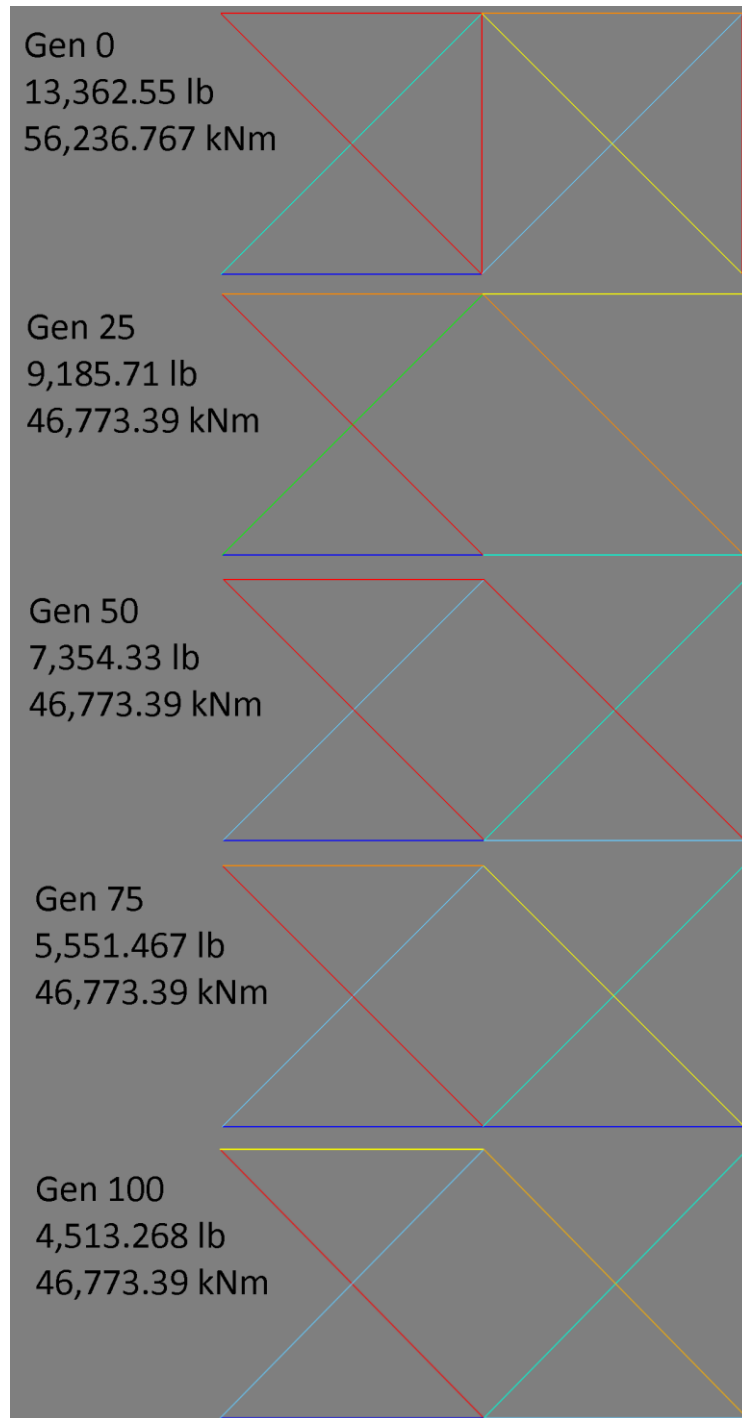 Gen 0
13,362.55 lb
56,236.767 kNm
Gen 25
9,185.71 lb
46,773.39 kNm
Gen 50
7,354.33 lb
46,773.39 kNm
Gen 75
5,551.467 lb
46,773.39 kNm
Gen 100
4,513.268 lb
46,773.39 kNm